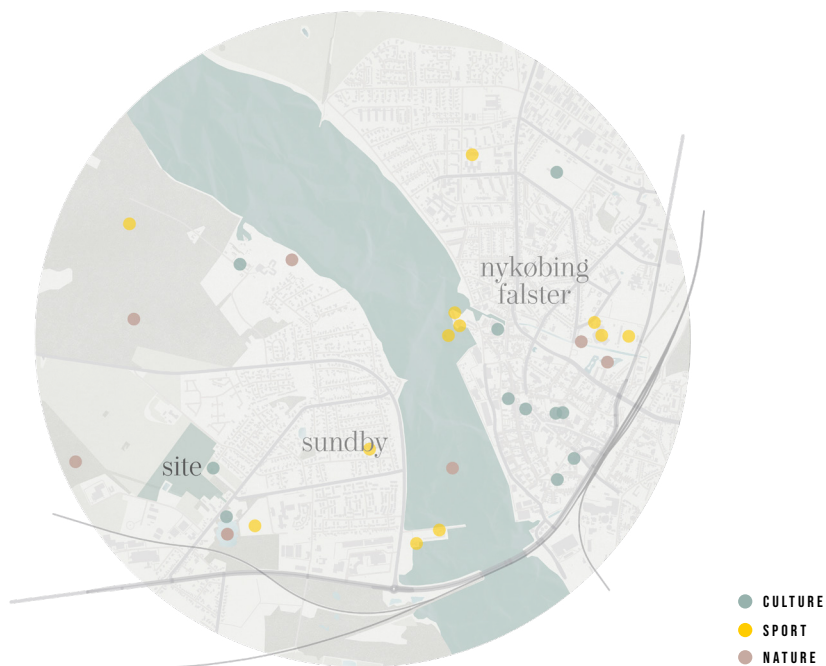 nykøbing
falster
sundby
site
CULTURE
SPORT
NATURE